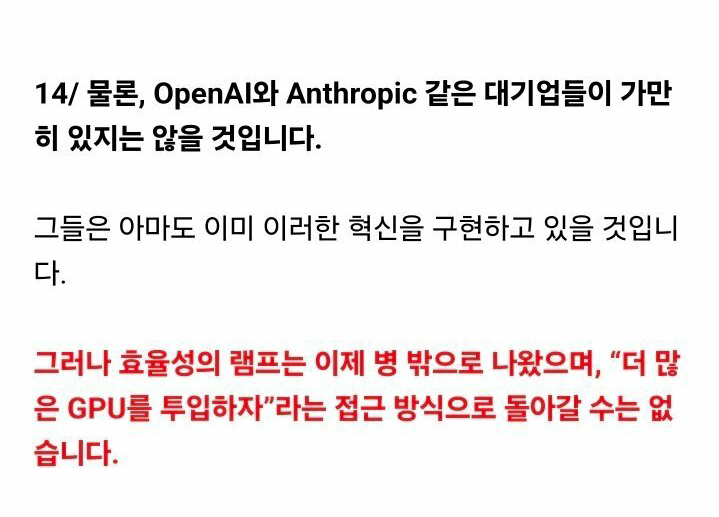 14/ 물론, OpenAI와 Anthropic 같은 대기업들이 가만
히 있지는 않을 것입니다.
그들은 아마도 이미 이러한 혁신을 구현하고 있을 것입니
다.
그러나 효율성의 램프는 이제 병 밖으로 나왔으며, “더 많
은 GPU를 투입하자”라는 접근 방식으로 돌아갈 수는 없
습니다.